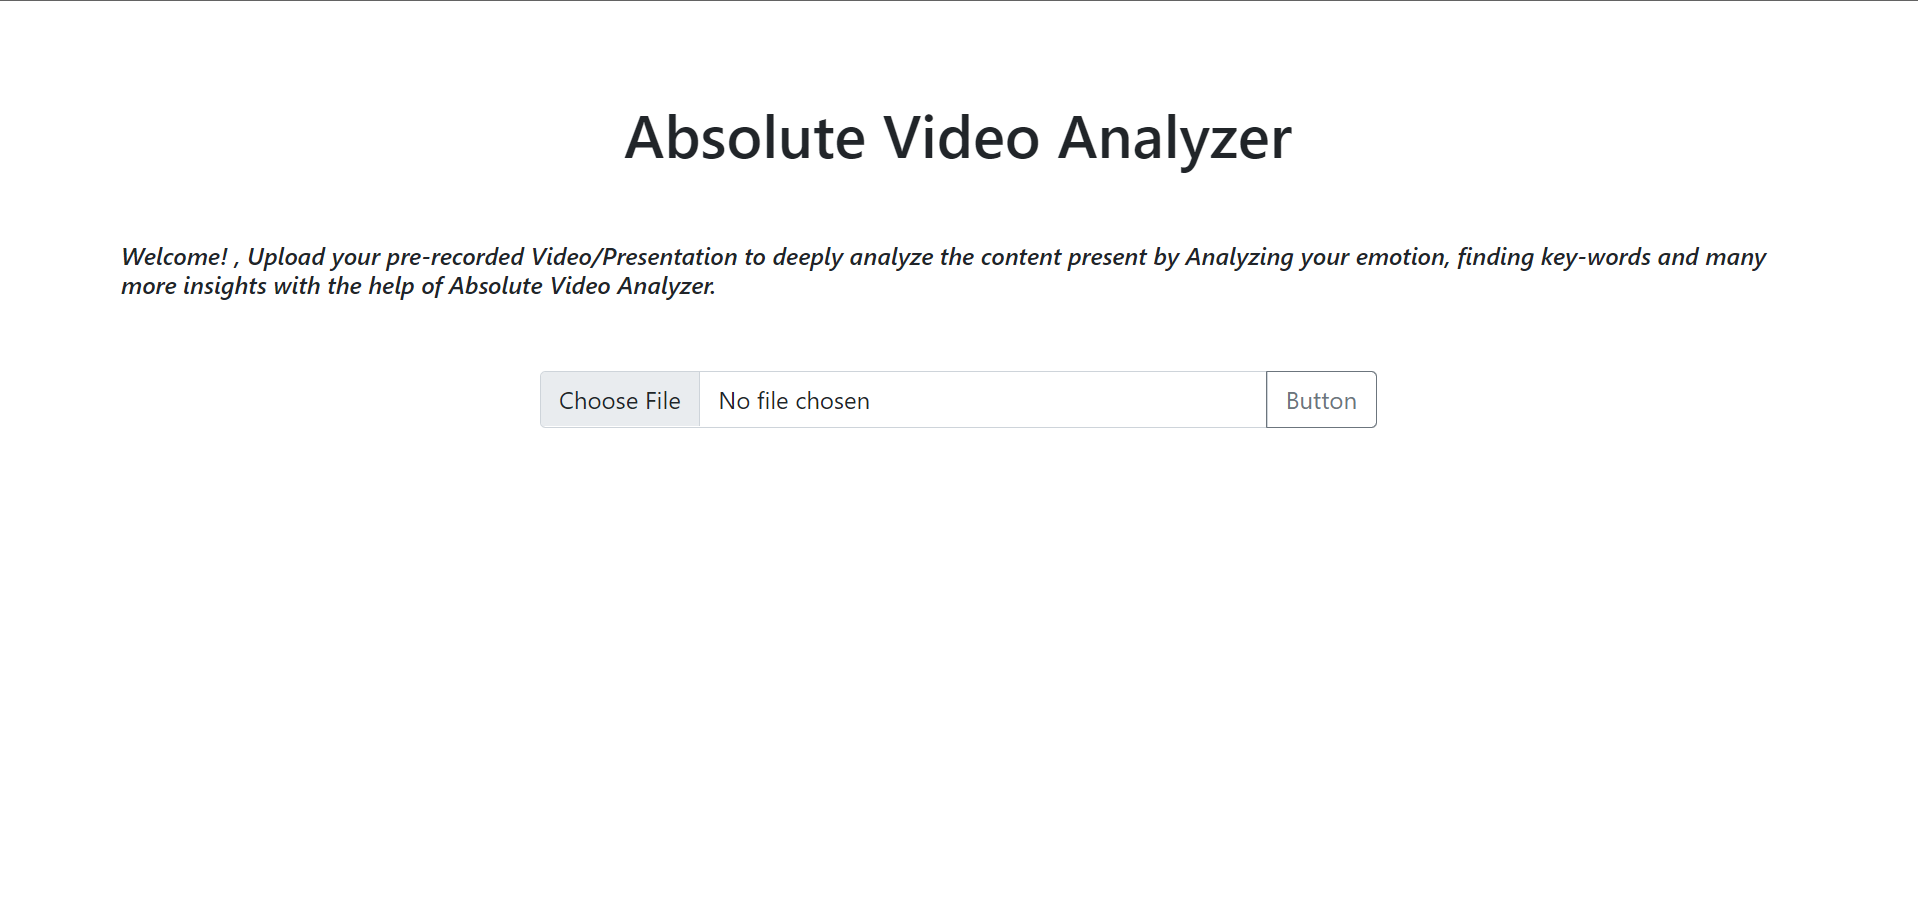 Absolute Video Analyzer
Welcome! , Upload your pre-recorded Video/Presentation to deeply analyze the content present by Analyzing your emotion, finding key-words and many
more insights with the help of Absolute Video Analyzer.
Choose File No file chosen Button